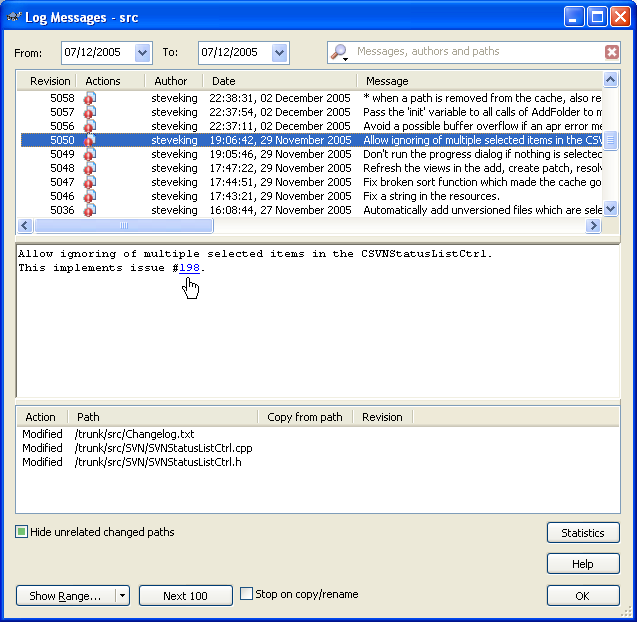 Log Messages - src
From: 07/12/2005 To: 07/12/2005 Messages, authors and paths
Revision Actions Author Date Message
5058 steveking 22:38:31, 02 December 2005 * when a path is removed from the cache, also re
5057 steveking 22:37:54, 02 December 2005 Pass the 'init' variable to all calls of AddFolder to m
5056 steveking 22:37:11, 02 December 2005 Avoid a possible buffer overflow if an apr error me
5050 steveking 19:06:42, 29 November 2005 Allow ignoring of multiple selected items in the CSV
5049 steveking 19:05:46, 29 November 2005 Don't run the progress dialog if nothing is selected
5048 steveking 17:47:22, 29 November 2005 Refresh the views in the add, create patch, resolv
5047 steveking 17:44:51, 29 November 2005 Fix broken sort function which made the cache go
5046 steveking 17:43:21, 29 November 2005 Fix a string in the resources.
5036 steveking 16:08:44, 27 November 2005 Automatically add unversioned files which are selec
Allow ignoring of multiple selected items in the CSVNStatusListCtrl.
This implements issue #198.
Action Path Copy from path Revision
Modified /trunk/src/Changelog.txt
Modified /trunk/src/SVN/SVNStatusListCtrl.cpp
Modified /trunk/src/SVN/SVNStatusListCtrl.h
Hide unrelated changed paths
Statistics
Help
Show Range... Next 100 Stop on copy/rename OK